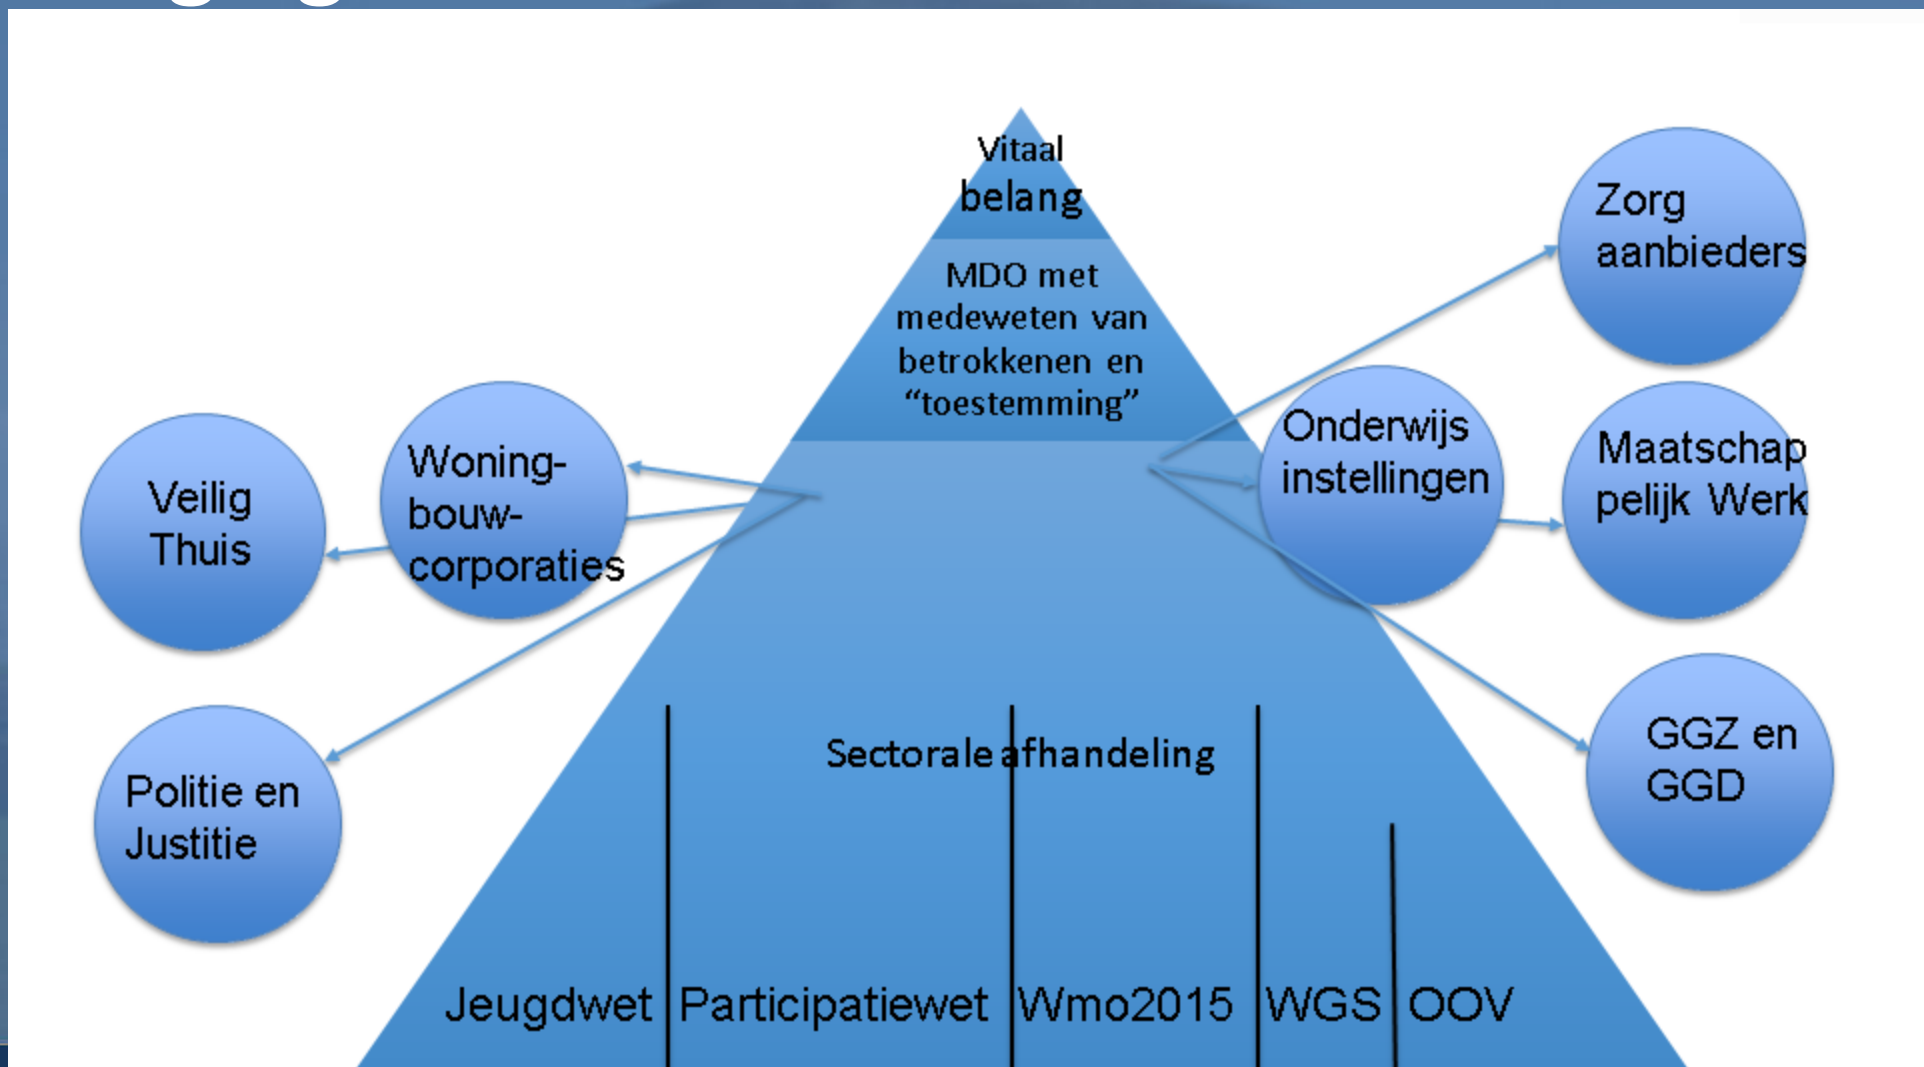 Vitaal
belang
MDO met
medeweten van
betrokkenen en
“toestemming”
Zorg
aanbieders
Onderwijs
instellingen
Maatschap
pelijk Werk
Woning-
bouw-
corporaties
Veilig
Thuis
Politie en
Justitie
GGZ en
GGD
Sectorale afhandeling
Jeugdwet Participatiewet Wmo2015 WGS OOV